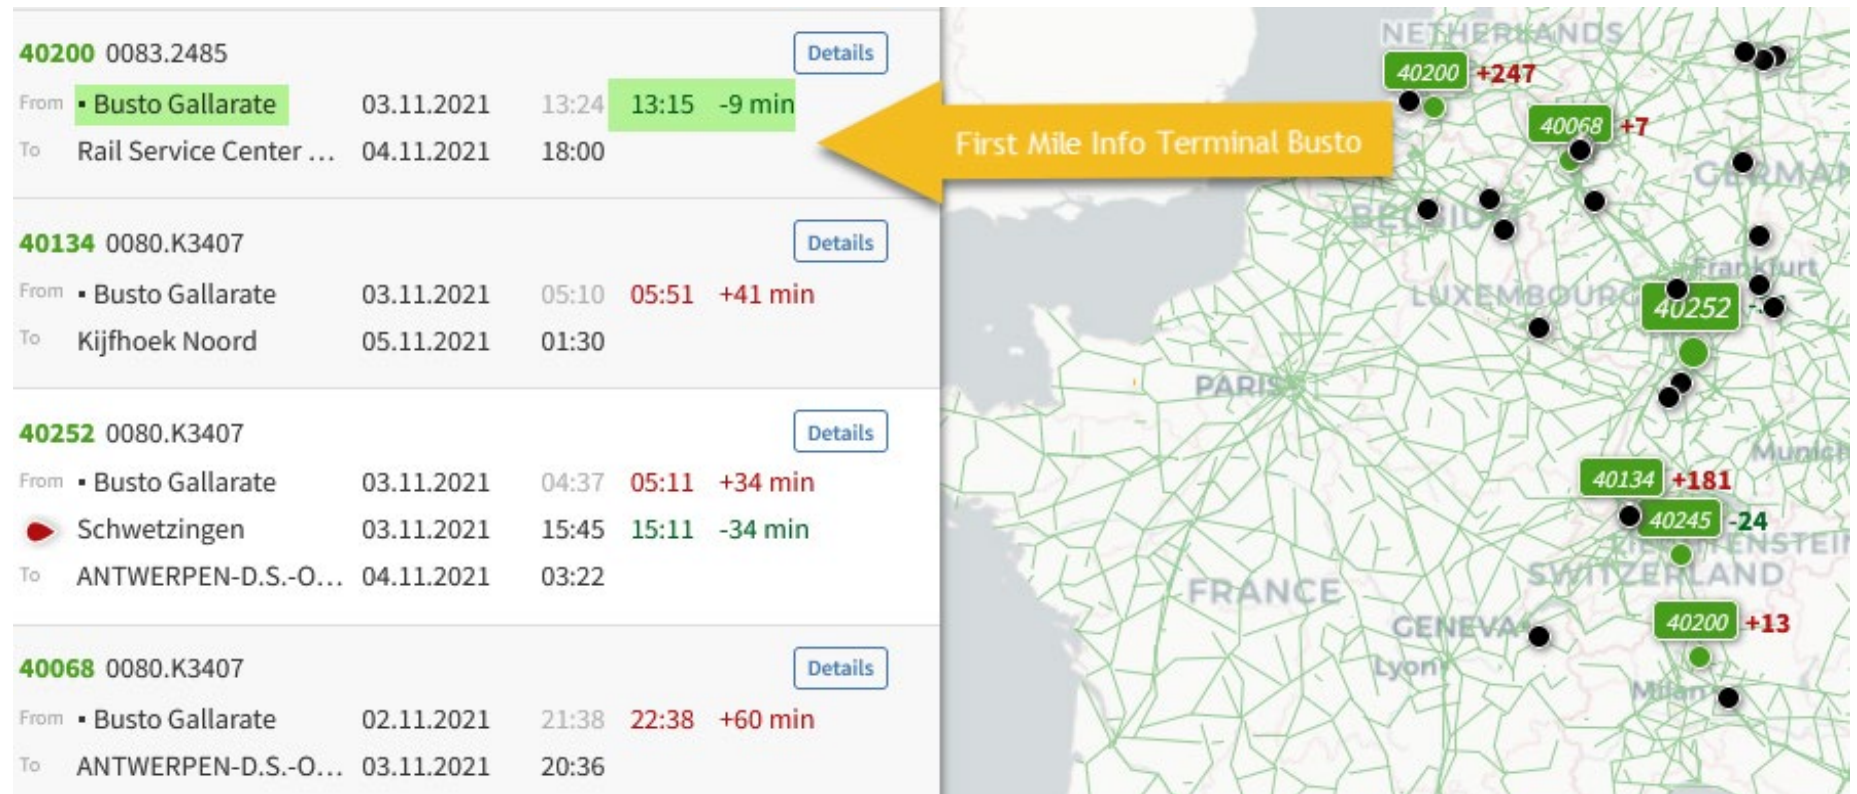 40200 0083.2485 Details
From ▪ Busto Gallarate 03.11.2021 13:24 13:15 -9 min
To Rail Service Center ... 04.11.2021 18:00
40134 0080.K3407 Details
From ▪ Busto Gallarate 03.11.2021 05:10 05:51 +41 min
To Kijfhoek Noord 05.11.2021 01:30
40252 0080.K3407 Details
From ▪ Busto Gallarate 03.11.2021 04:37 05:11 +34 min
Schwetzingen 03.11.2021 15:45 15:11 -34 min
To ANTWERPEN-D.S.-O... 04.11.2021 03:22
40068 0080.K3407 Details
From ▪ Busto Gallarate 02.11.2021 21:38 22:38 +60 min
To ANTWERPEN-D.S.-O... 03.11.2021 20:36
First Mile Info Terminal Busto
NETHERLANDS
40200 +247
40068 +7
GERMAN
BELGIUM
Frankfurt
LUXEMBOURG
40252
PARIS
Munich
40134 +181
40245 -24
LIECHTENSTEIN
SWITZERLAND
FRANCE
GENEVA
40200 +13
Lyon
Milan